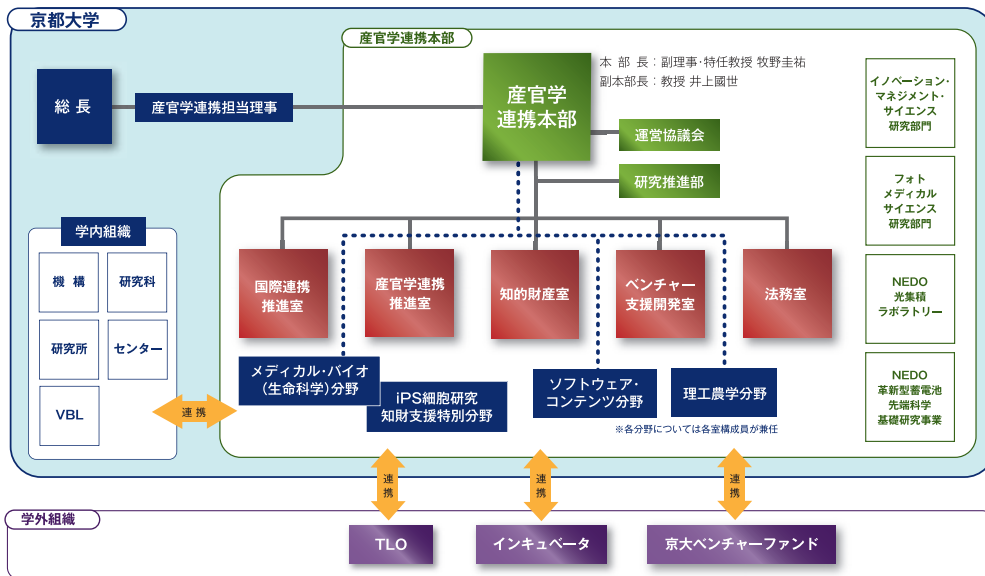 京都大学
産官学連携本部
総 長
産官学連携担当理事
産官学
連携本部
本 部 長：副理事・特任教授 牧野圭祐
副本部長：教授 井上國世
運営協議会
研究推進部
イノベーション・
マネジメント・
サイエンス
研究部門
フォト
メディカル
サイエンス
研究部門
NEDO
光集積
ラボラトリー
NEDO
革新型蓄電池
先端科学
基礎研究事業
学内組織
機 構
研究科
研究所
センター
VBL
連携
国際連携
推進室
産官学連携
推進室
知的財産室
ベンチャー
支援開発室
法務室
メディカル・バイオ
（生命科学）分野
iPS細胞研究
知財支援特別分野
ソフトウェア・
コンテンツ分野
理工農学分野
※各分野については各室構成員が兼任
連携
連携
連携
学外組織
TLO
インキュベータ
京大ベンチャーファンド